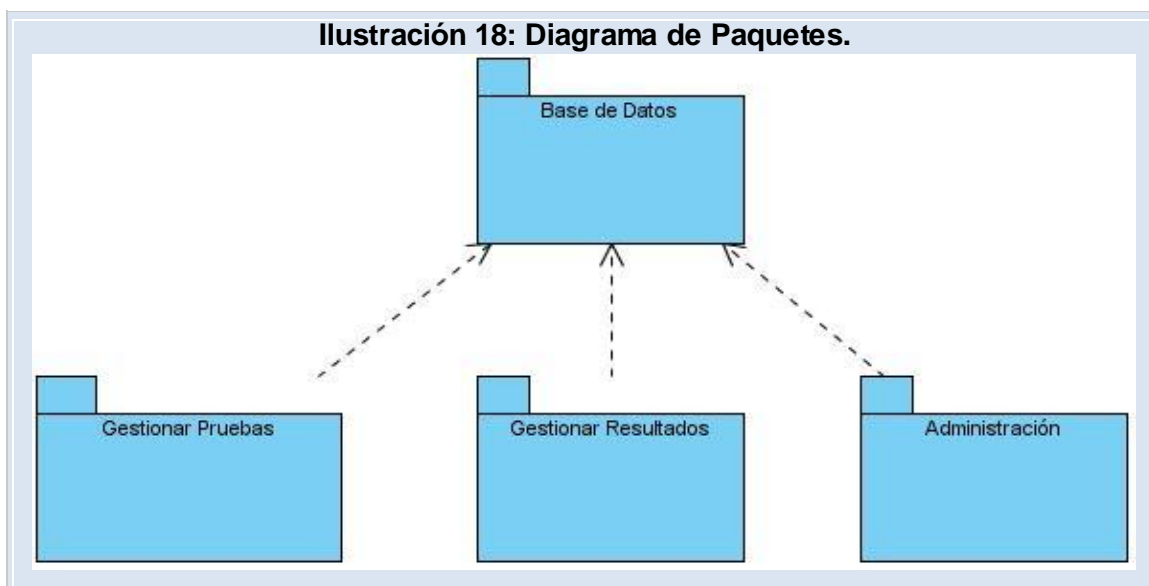 Ilustración 18: Diagrama de Paquetes.
Base de Datos
Gestionar Pruebas
Gestionar Resultados
Administración